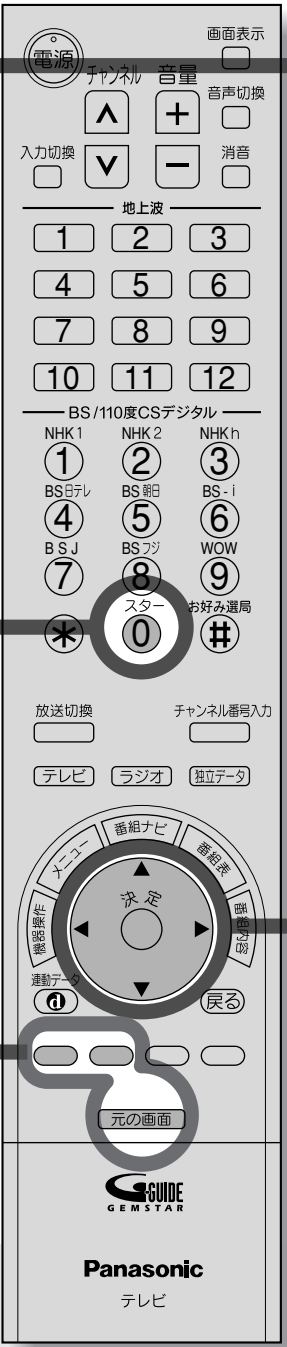 画面表示
電源
チャンネル 音量
音声切換
入力切換
消音
地上波
1 2 3
4 5 6
7 8 9
10 11 12
BS/110度CSデジタル
NHK1 NHK2 NHKh
1 2 3
BS日テレ BS朝日 BS-i
4 5 6
BSJ BSフジ WOW
7 8 9
スター お好み選局
* 0 #
放送切換 チャンネル番号入力
テレビ ラジオ 独立データ
番組ナビ
メニュー 番組表
機器操作 番組内容
決定
連動データ
d 戻る
元の画面
G-GUIDE
GEMSTAR
Panasonic
テレビ